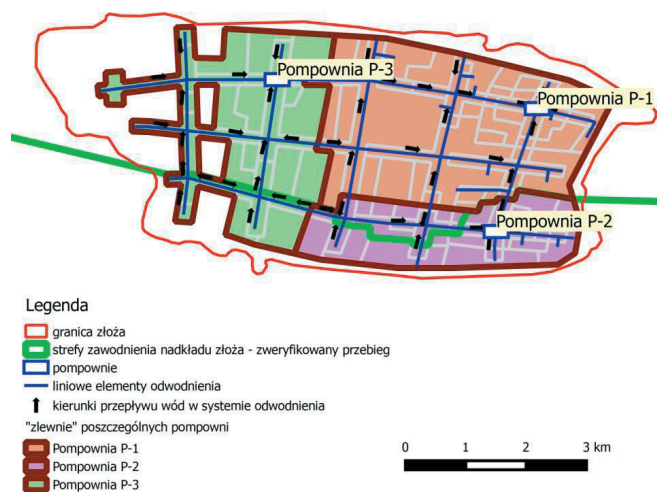 Pompownia P-3
Pompownia P-1
Pompownia P-2
Legenda
granica złoża
strefy zawodnienia nadkładu złoża - zweryfikowany przebieg
pompownie
liniowe elementy odwodnienia
kierunki przepływu wód w systemie odwodnienia
"zlewnie" poszczególnych pompowni
Pompownia P-1
Pompownia P-2
Pompownia P-3
0 1 2 3 km